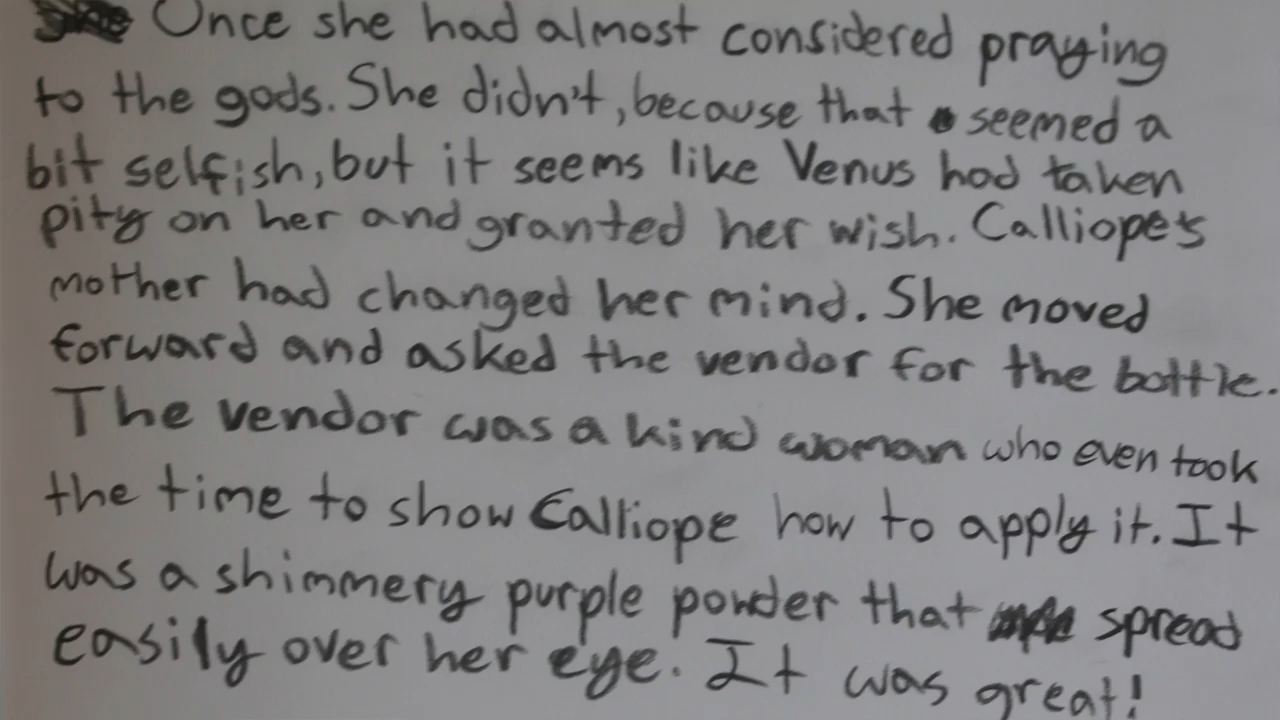 Once she had almost considered praying
to the gods. She didn't, because that seemed a
bit selfish, but it seems like Venus had taken
pity on her and granted her wish. Calliope's
mother had changed her mind. She moved
forward and asked the vendor for the bottle.
The vendor was a kind woman who even took
the time to show Calliope how to apply it. It
was a shimmery purple powder that spread
easily over her eye. It was great!